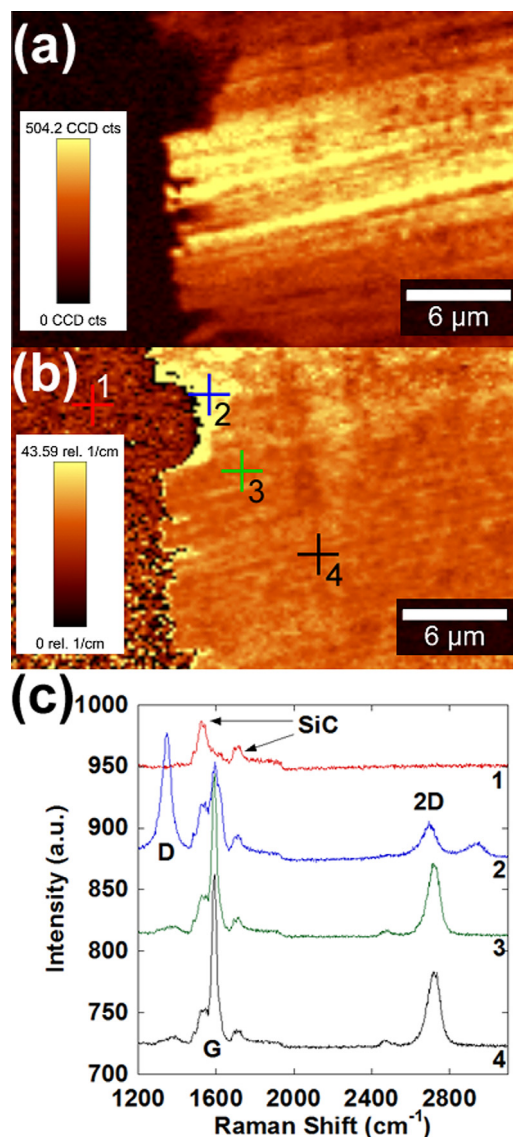 (a)
504.2 CCD cts
0 CCD cts
6 µm
(b)
1
2
3
4
43.59 rel. 1/cm
0 rel. 1/cm
6 µm
(c)
1000
950
900
850
800
750
700
Intensity (a.u.)
SiC
1
D
2D
2
3
G
4
1200 1600 2000 2400 2800
Raman Shift (cm⁻¹)